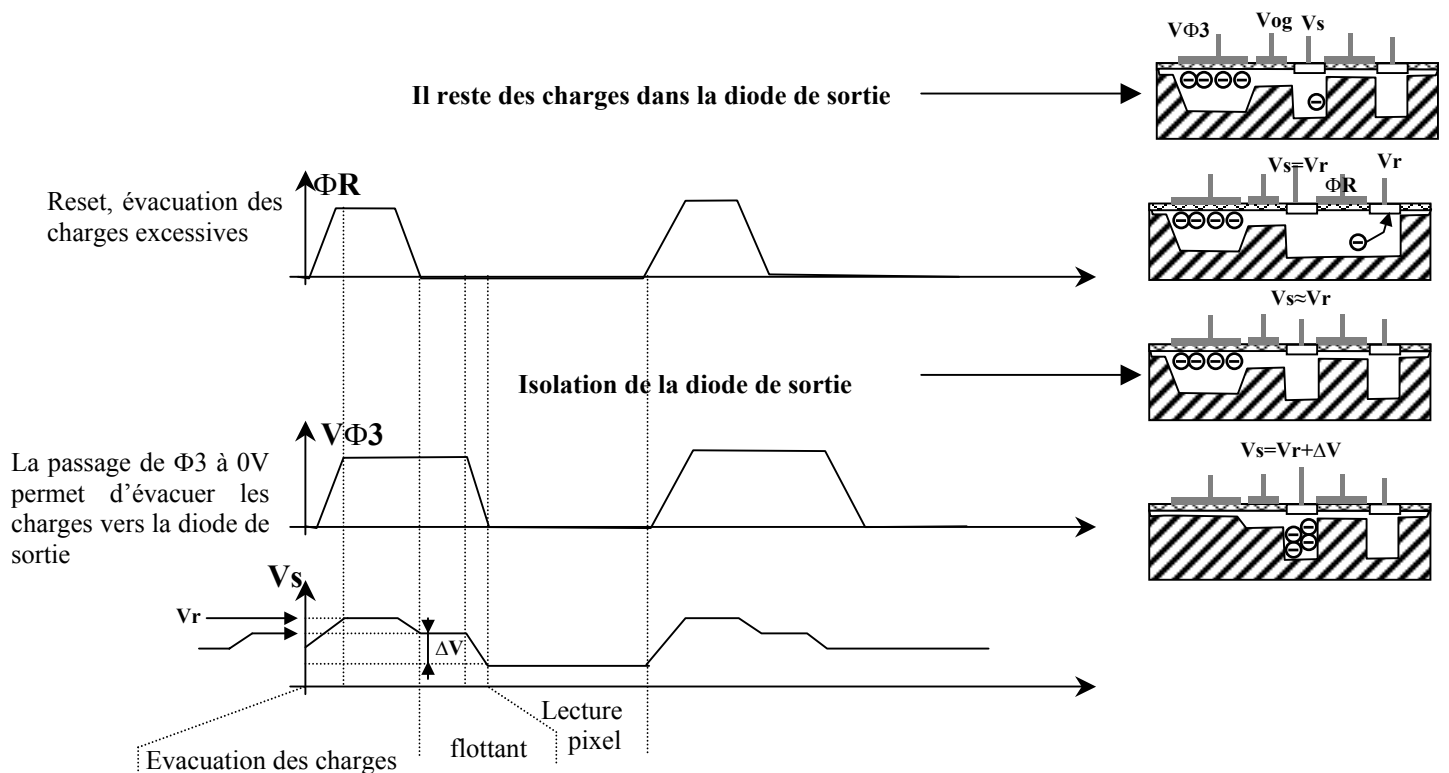 VΦ3
Vog
Vs
Il reste des charges dans la diode de sortie
Vs=Vr
Vr
ΦR
Reset, évacuation des
charges excessives
ΦR
Vs≈Vr
Isolation de la diode de sortie
VΦ3
La passage de Φ3 à 0V
permet d’évacuer les
charges vers la diode de
sortie
Vs=Vr+ΔV
Vs
Vr
ΔV
Lecture
pixel
flottant
Evacuation des charges